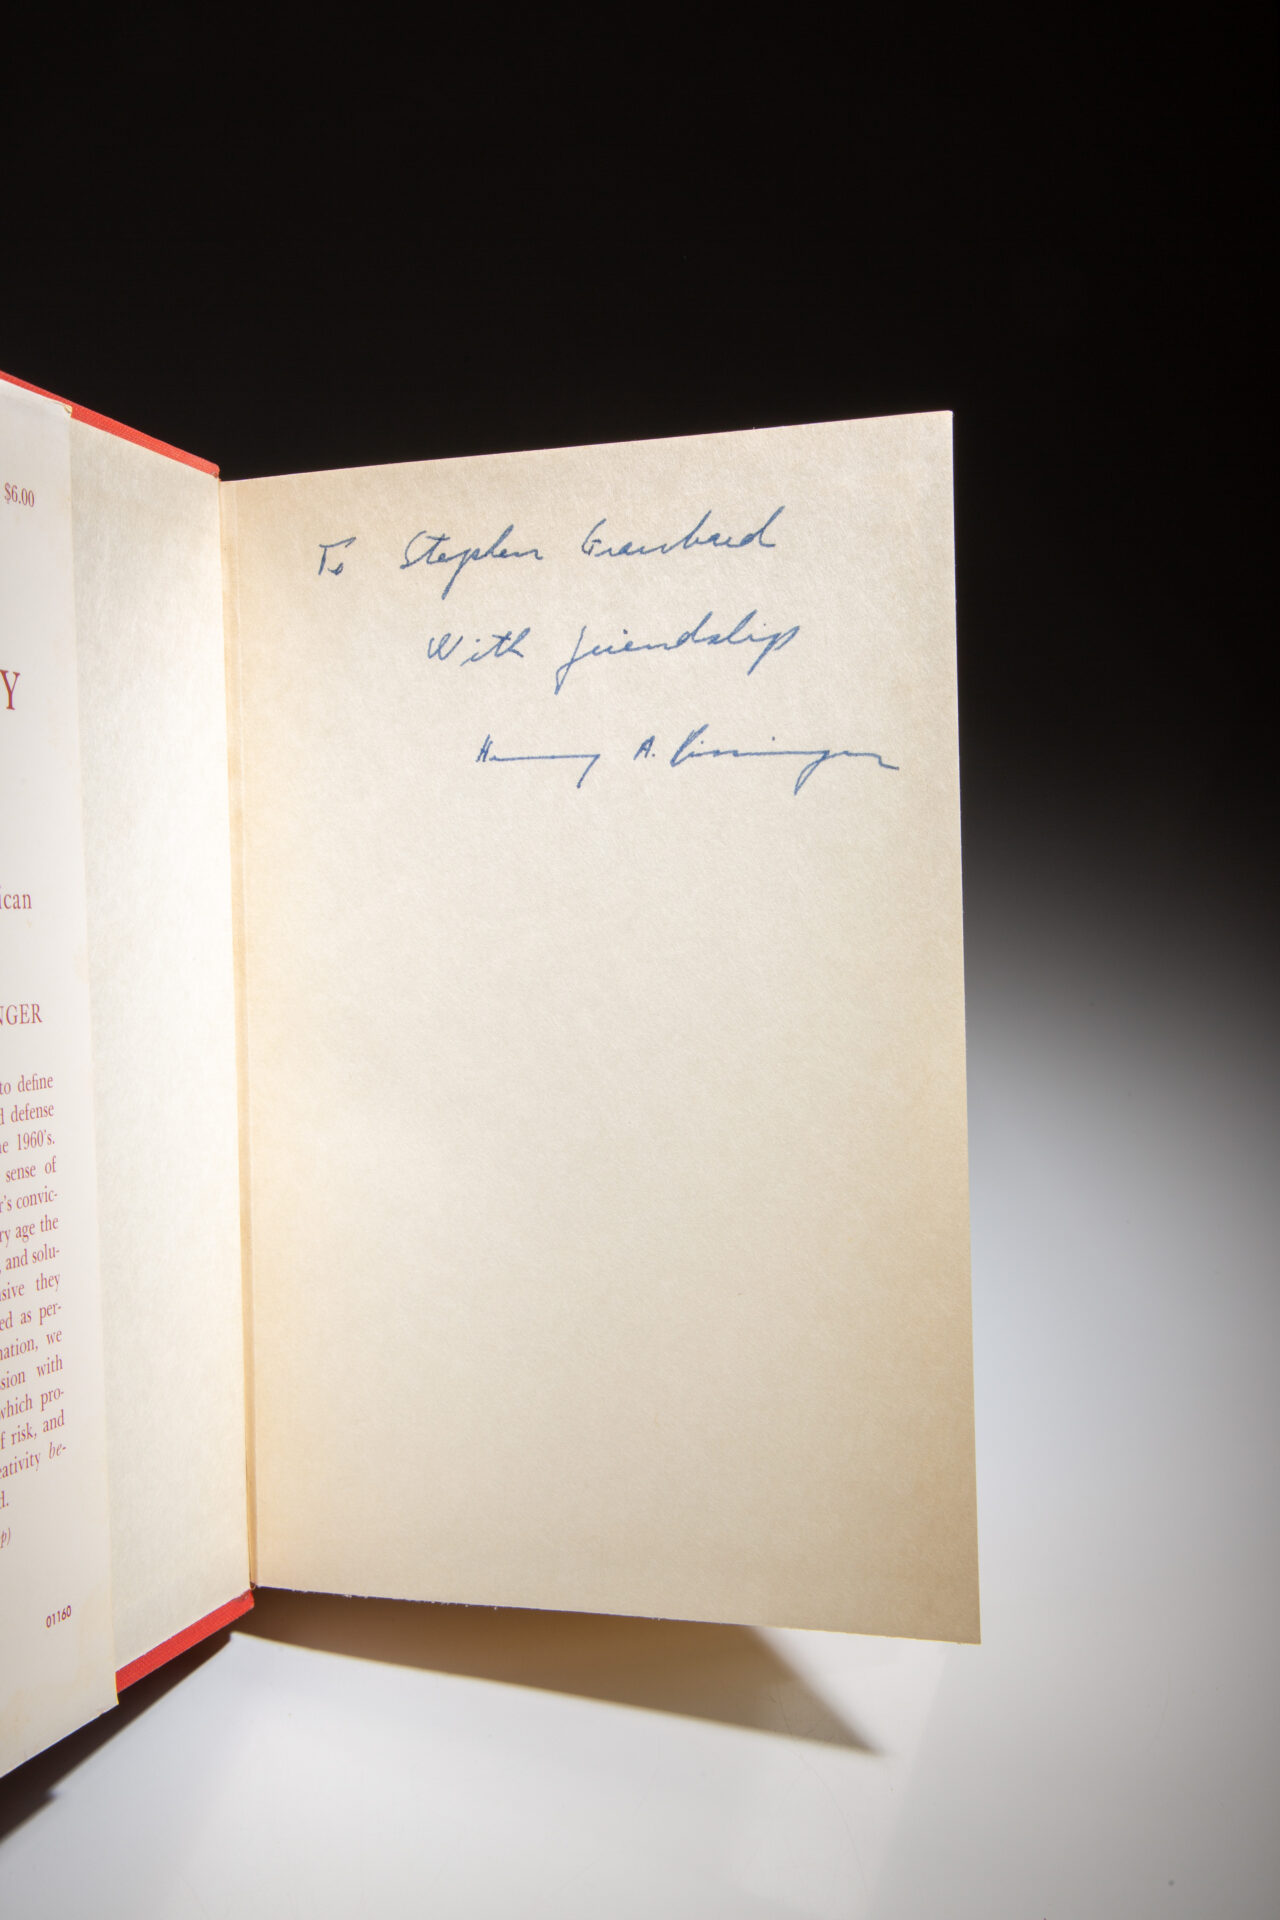 $6.00
Y
ican
NGER
to define
d defense
he 1960's.
sense of
r's convic-
ry age the
, and solu-
sive they
ed as per-
nation, we
sion with
which pro-
f risk, and
eativity be-
d.
p)
01160
To Stephen Graubard
With friendship
Henry A. Kissinger